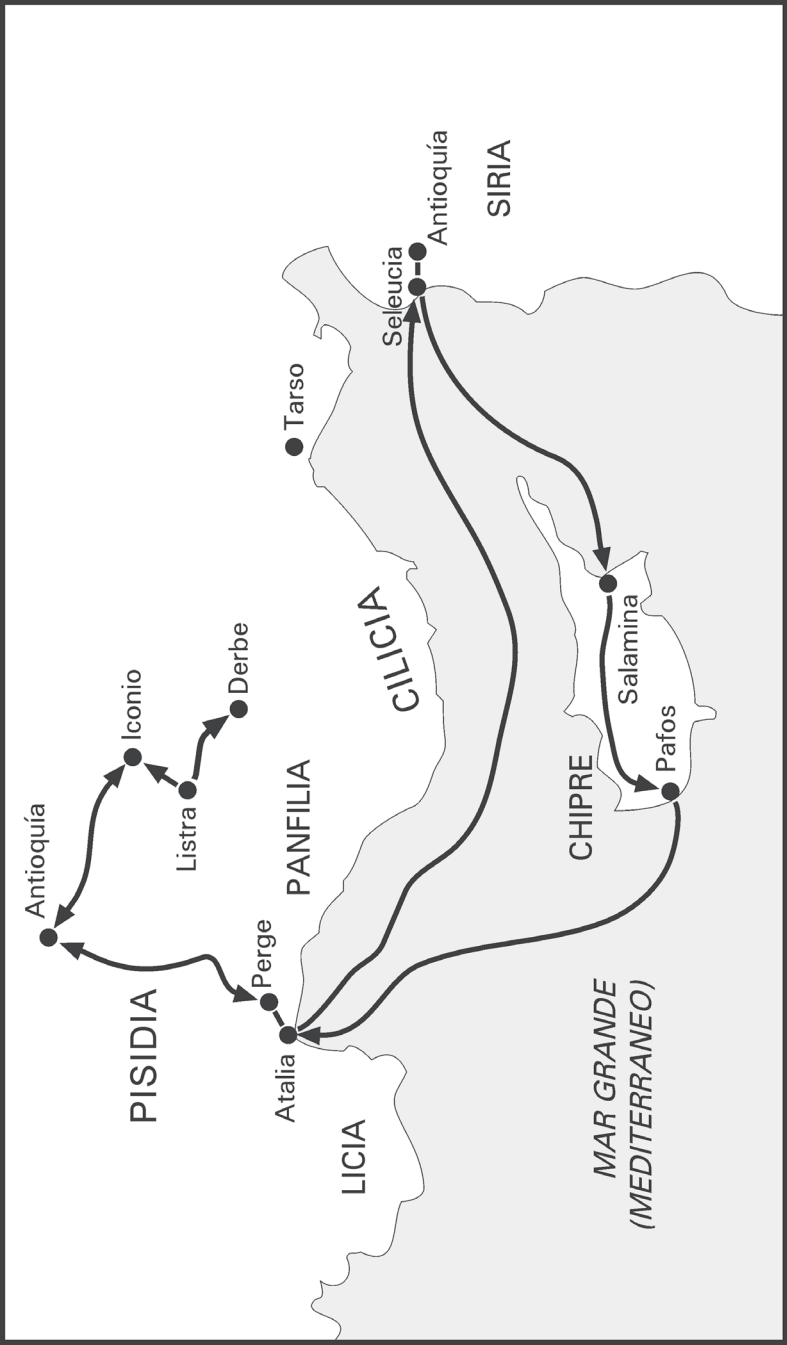 Antioquía
Iconio
Listra
Derbe
PISIDIA
Perge
Atalia
PANFILIA
Tarso
LICIA
CILICIA
Seleucia
Antioquía
SIRIA
CHIPRE
Salamina
Pafos
MAR GRANDE
(MEDITERRANEO)